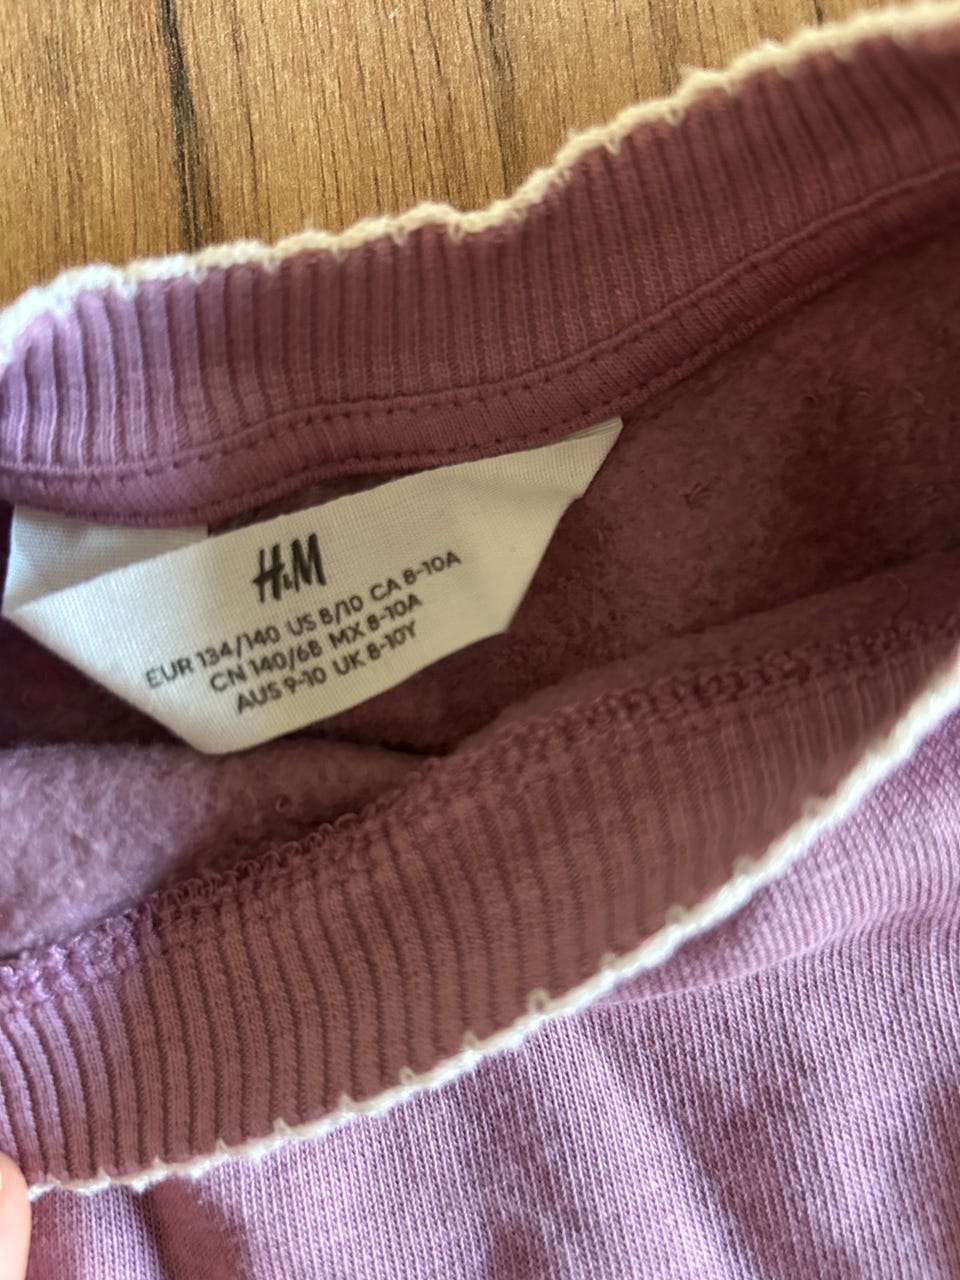 H&M
EUR 134/140 US 8/10 CA 8-10A
CN 140/68 MX 8-10A
AUS 9-10 UK 8-10Y